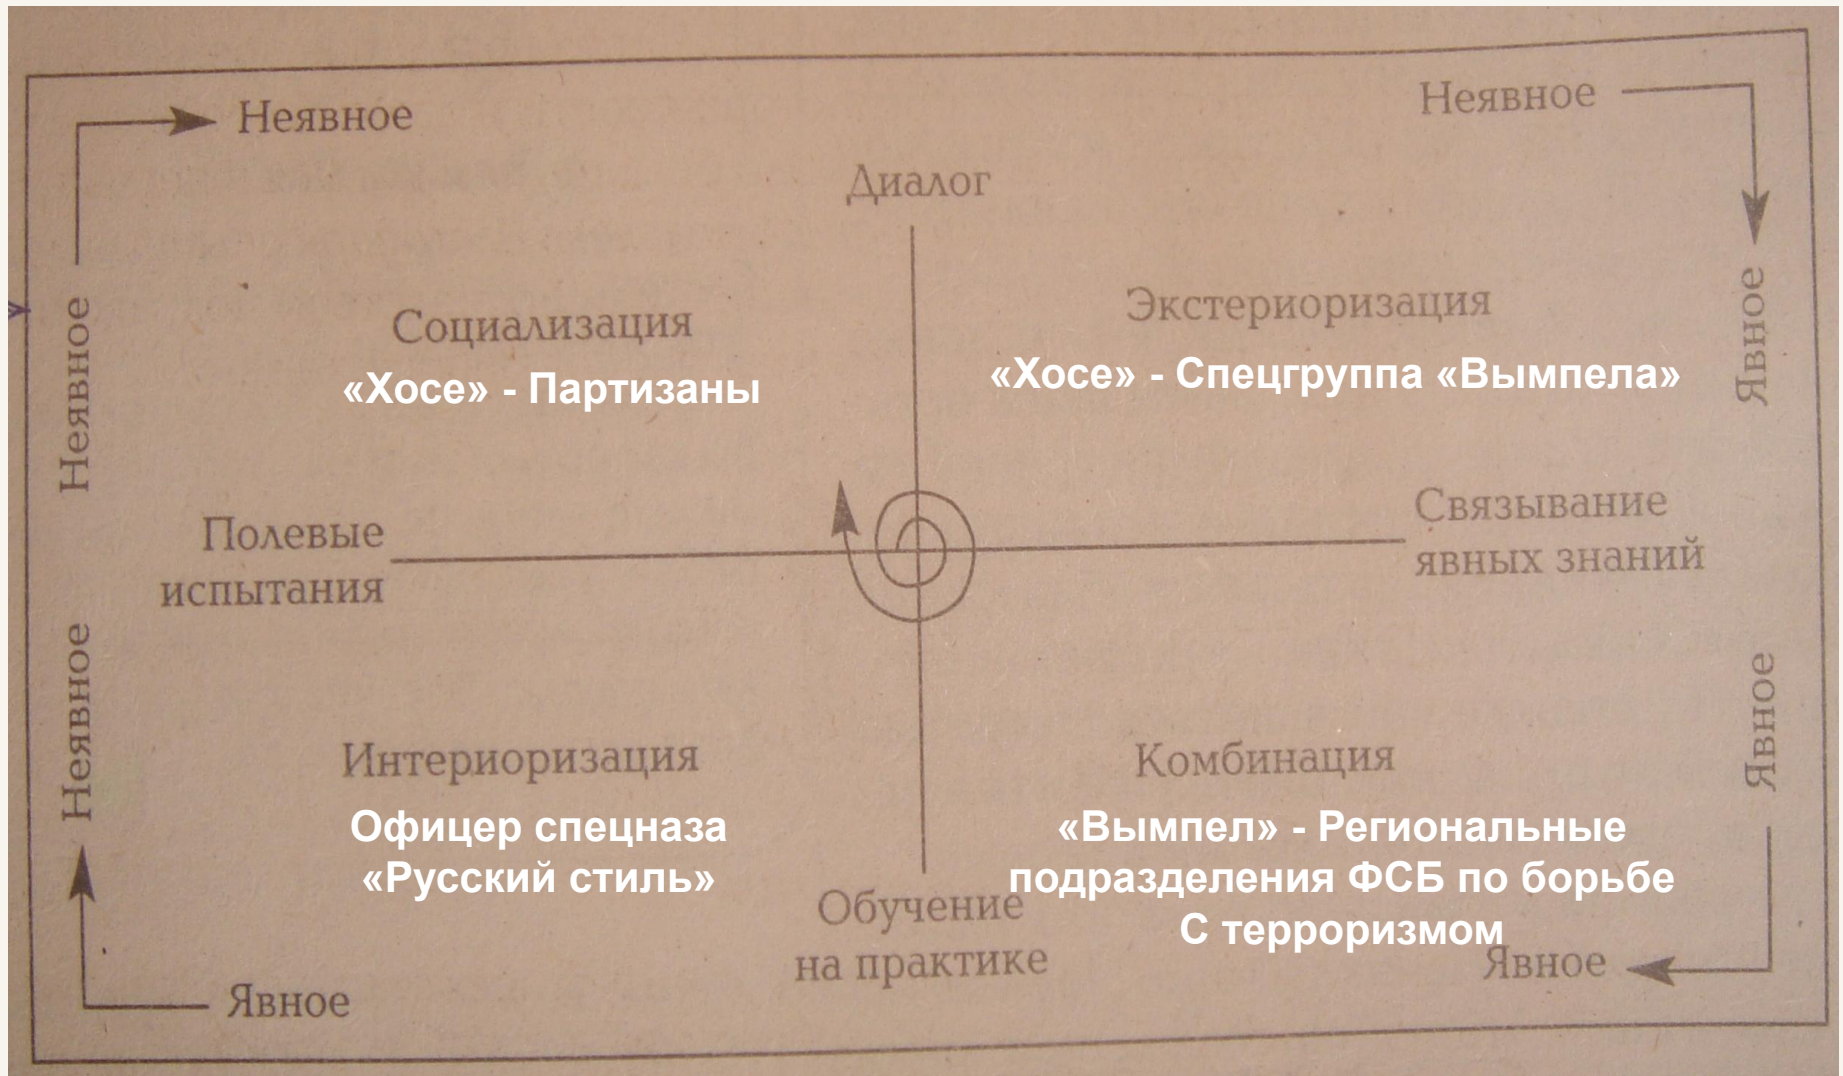 Неявное
Неявное
Диалог
Неявное
Явное
Социализация
Экстериоризация
«Хосе» - Партизаны
«Хосе» - Спецгруппа «Вымпела»
Полевые
испытания
Связывание
явных знаний
Неявное
Явное
Интериоризация
Комбинация
Офицер спецназа
«Русский стиль»
«Вымпел» - Региональные
подразделения ФСБ по борьбе
С терроризмом
Обучение
на практике
Явное
Явное